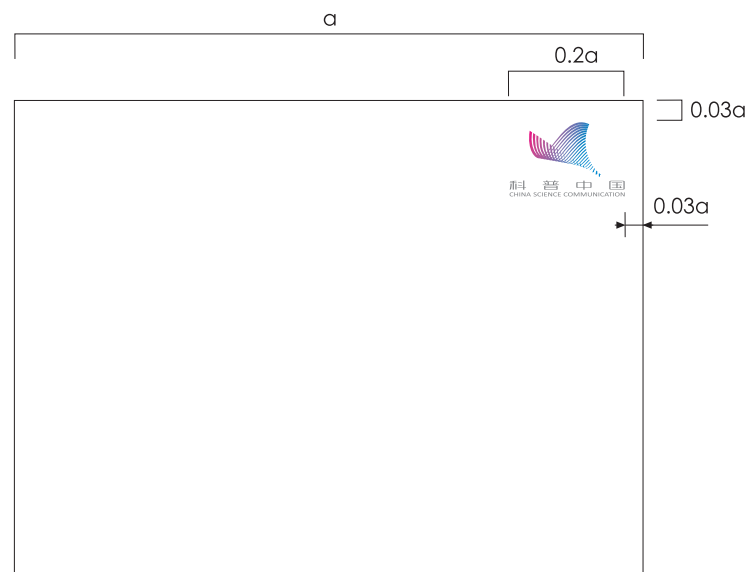 a
0.2a
0.03a
科普中国
CHINA SCIENCE COMMUNICATION
0.03a